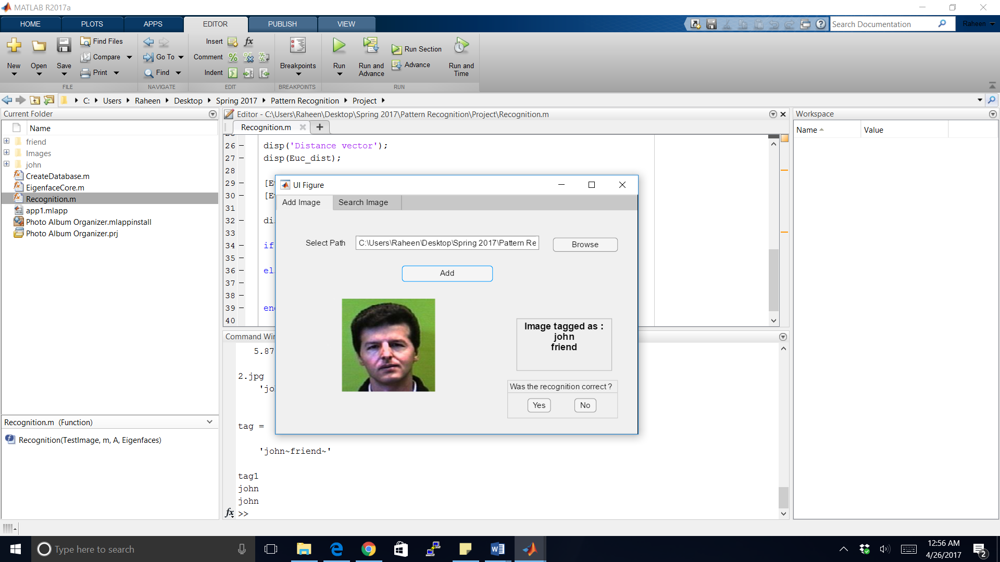 MATLAB R2017a
HOME PLOTS APPS EDITOR PUBLISH VIEW
Search Documentation
Raheen
New
Open
Save
Find Files
Compare
Print
FILE
Go To
Find
NAVIGATE
Insert fx
Comment
Indent
EDIT
Breakpoints
BREAKPOINTS
Run
Run and Advance
Run Section
Advance
Run and Time
RUN
C: Users Raheen Desktop Spring 2017 Pattern Recognition Project
Current Folder
Name
friend
Images
john
CreateDatabase.m
EigenfaceCore.m
Recognition.m
app1.mlapp
Photo Album Organizer.mlappinstall
Photo Album Organizer.prj
Recognition.m (Function)
Recognition(TestImage, m, A, Eigenfaces)
Editor - C:\Users\Raheen\Desktop\Spring 2017\Pattern Recognition\Project\Recognition.m
Recognition.m
26 disp('Distance vector');
27 disp(Euc_dist);
28
29
30
31
32
33
34 if
35
36
37
38
39
40
UI Figure
Add Image
Search Image
Select Path
C:\Users\Raheen\Desktop\Spring 2017\Pattern Re
Browse
Add
Image tagged as :
john
friend
Was the recognition correct ?
Yes
No
5.87
2.jpg
tag =
'john~friend~'
tag1
john
john
fx >>
Workspace
Name
Value
Type here to search
12:56 AM
4/26/2017
2